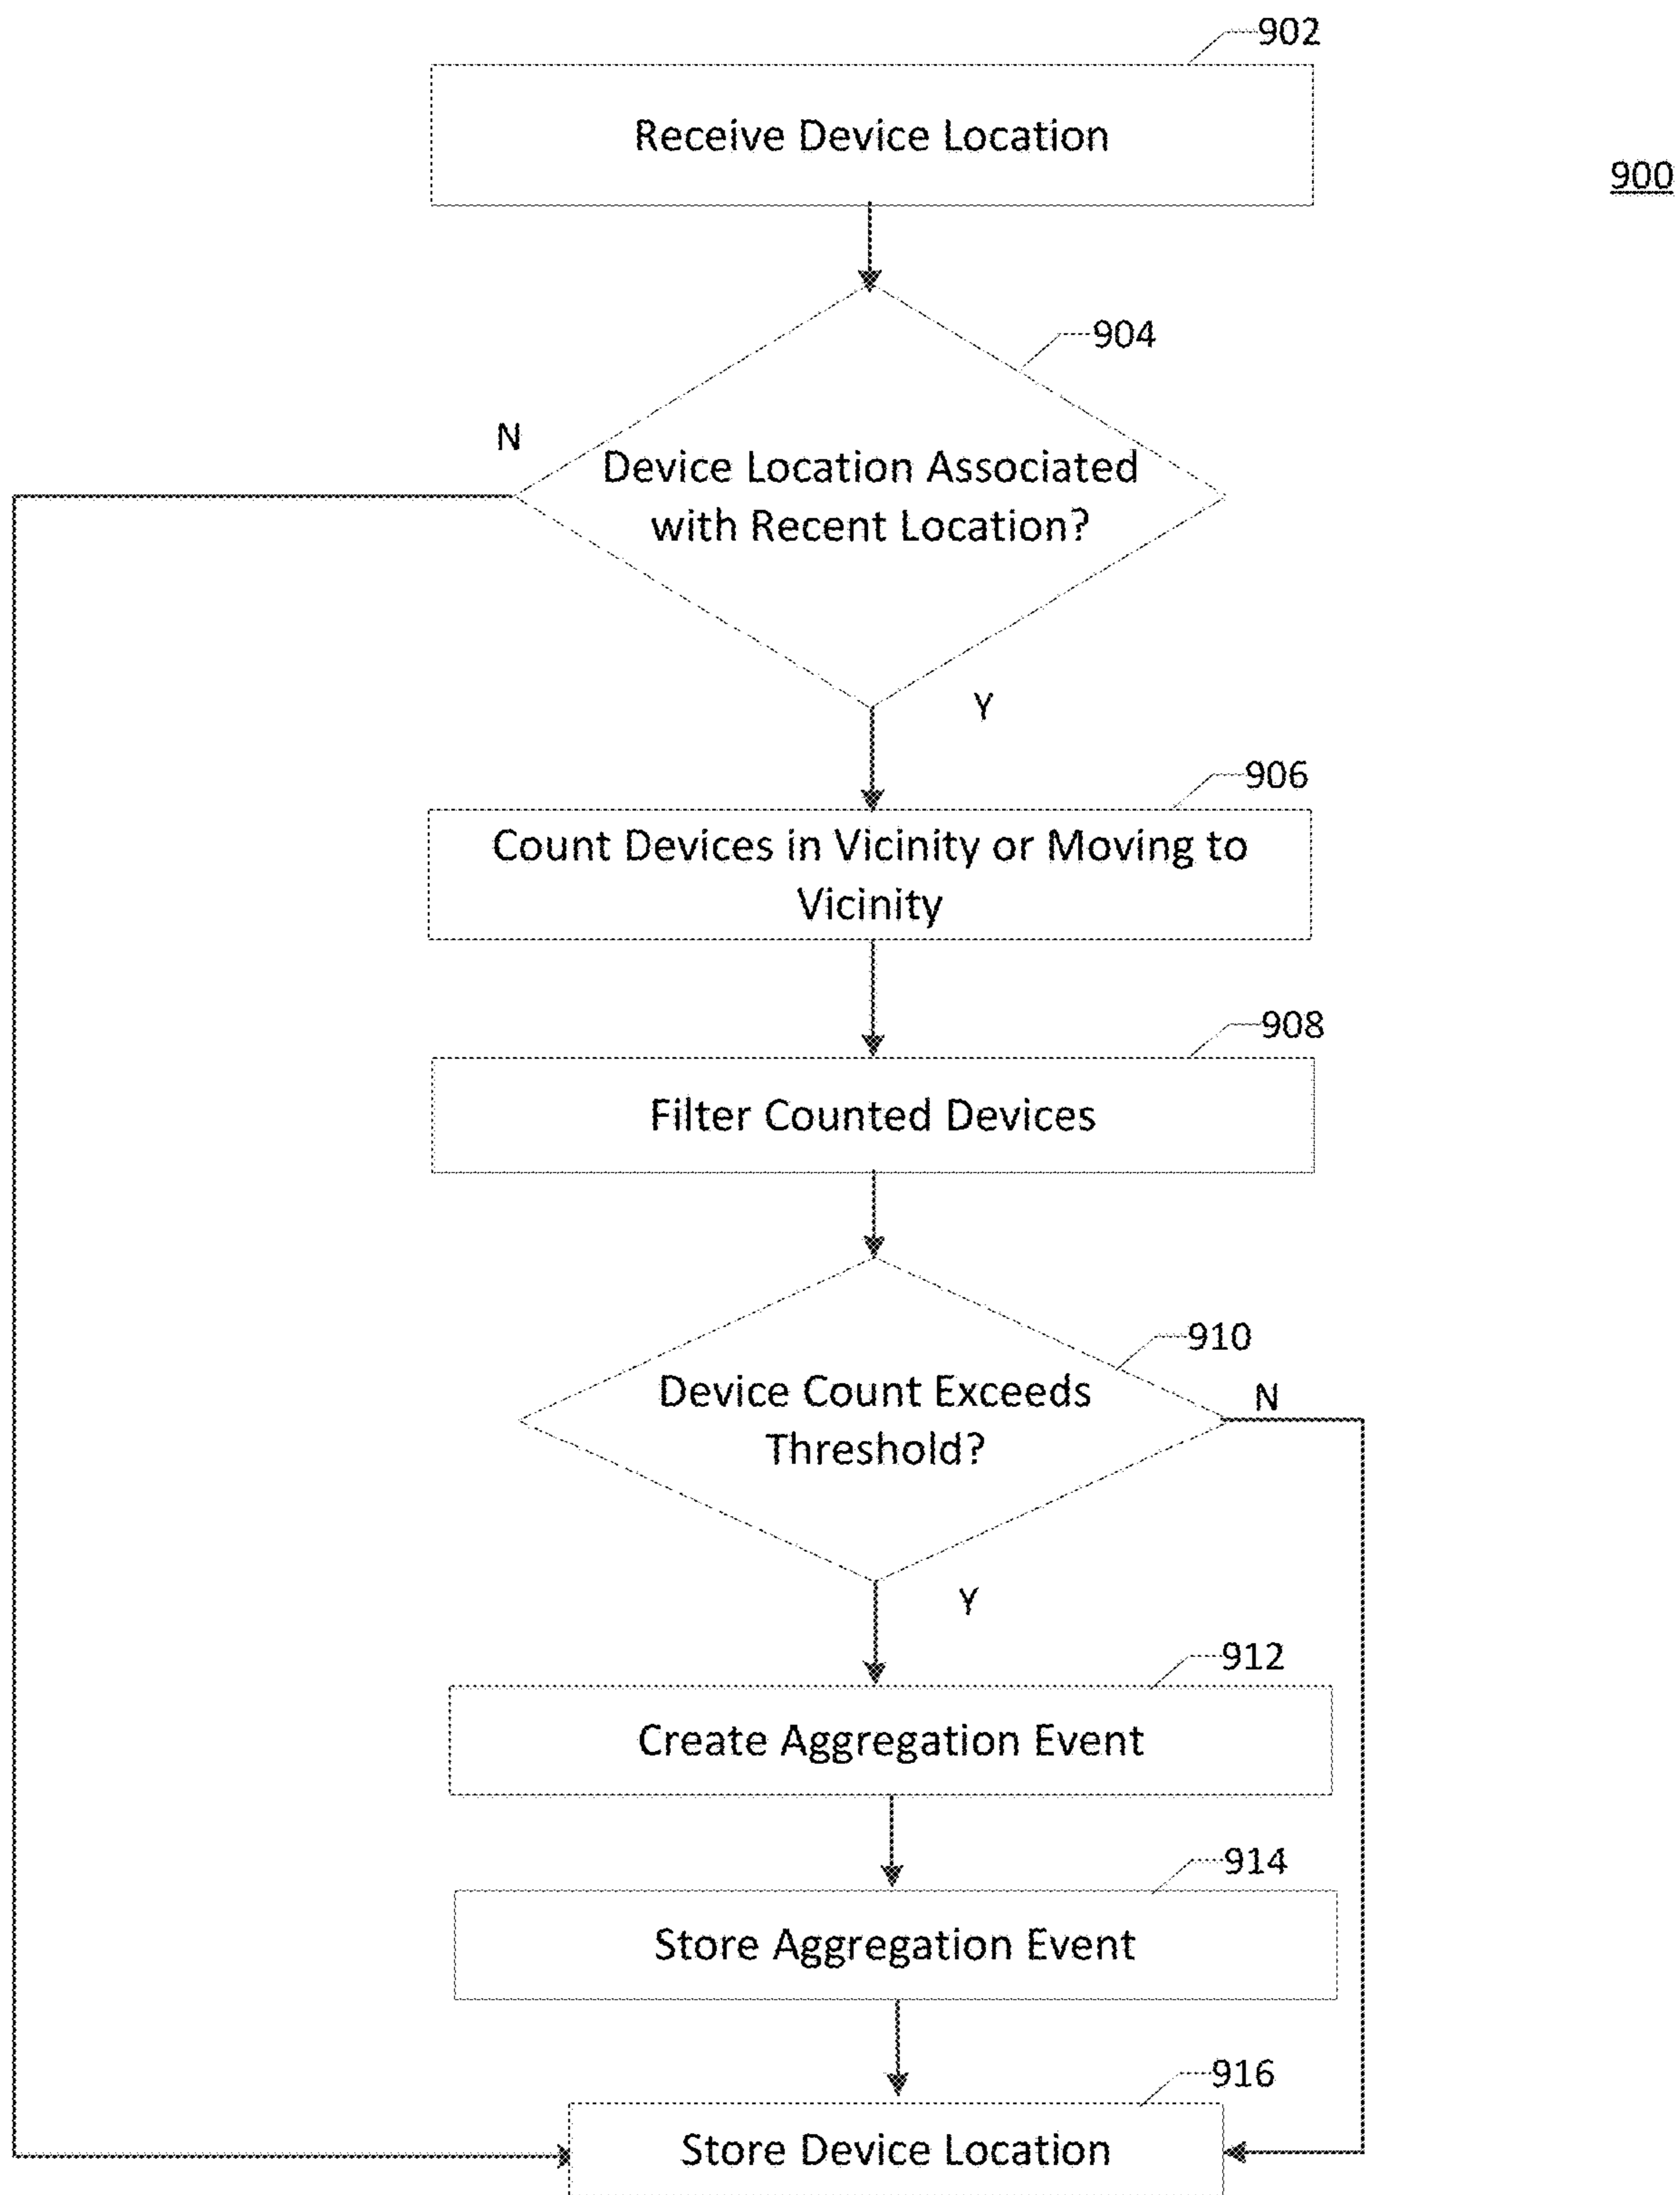 902
Receive Device Location
900
904
N
Device Location Associated
with Recent Location?
Y
906
Count Devices in Vicinity or Moving to
Vicinity
908
Filter Counted Devices
910
Device Count Exceeds
N
Threshold?
Y
912
Create Aggregation Event
914
Store Aggregation Event
916
Store Device Location